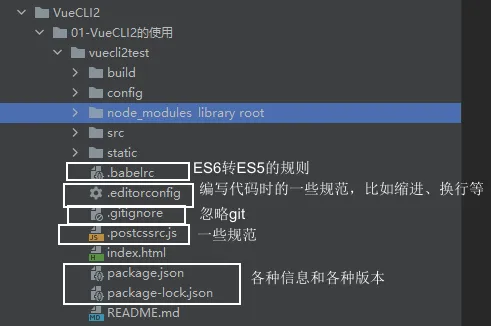 VueCLI2
01-VueCLI2的使用
vuecli2test
build
config
node_modules library root
src
static
.babelrc ES6转ES5的规则
.editorconfig 编写代码时的一些规范，比如缩进、换行等
.gitignore 忽略git
.postcssrc.js 一些规范
index.html
package.json 各种信息和各种版本
package-lock.json
README.md